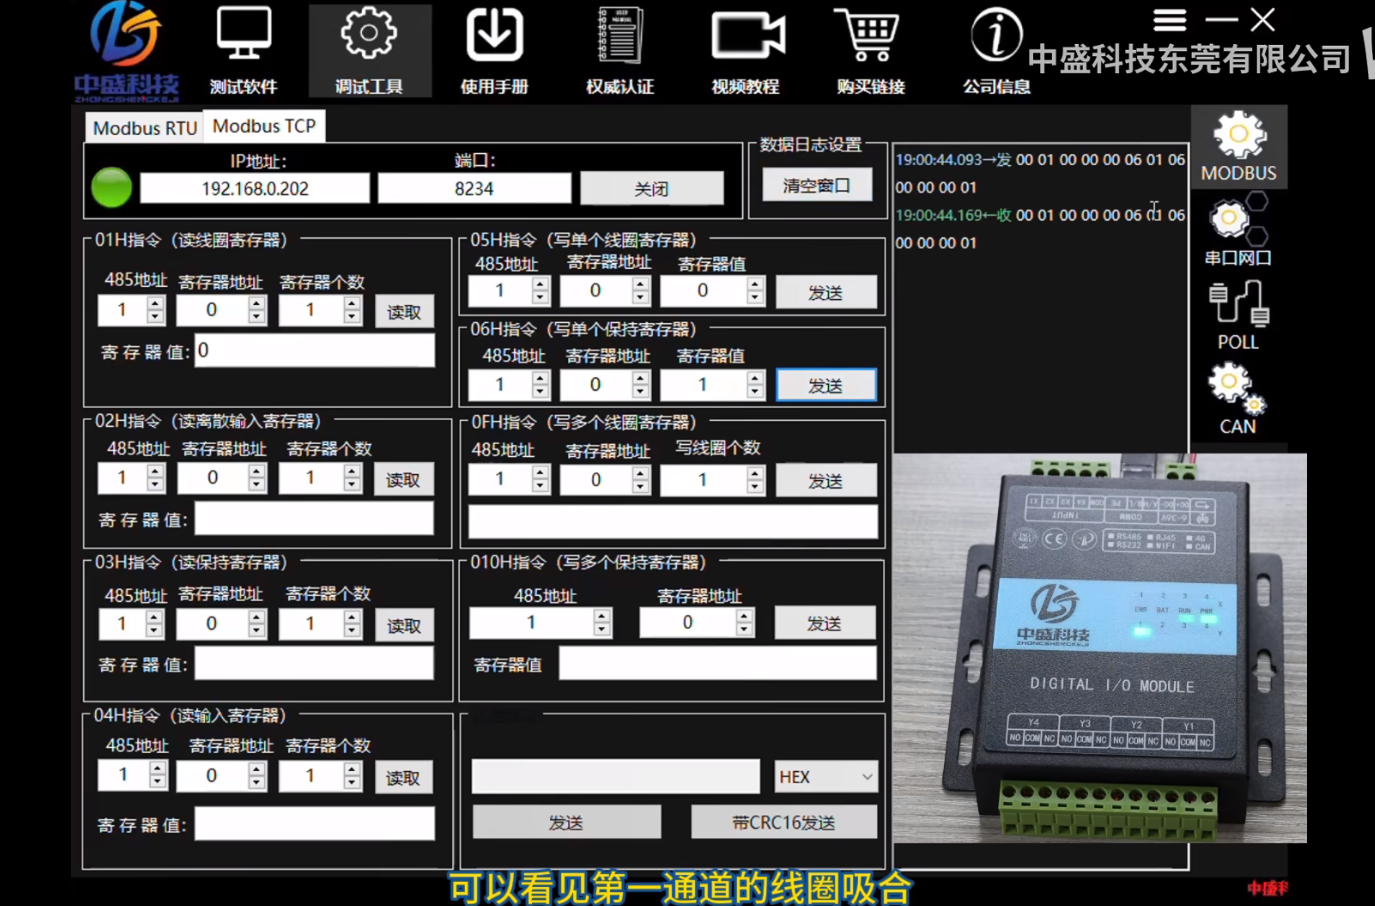 中盛科技
ZHONGSHENGKEJI
测试软件
调试工具
使用手册
权威认证
视频教程
购买链接
公司信息
中盛科技东莞有限公司
Modbus RTU
Modbus TCP
IP地址:
端口:
192.168.0.202
8234
关闭
数据日志设置
清空窗口
19:00:44.093→发 00 01 00 00 00 06 01 06
00 00 00 01
19:00:44.169←收 00 01 00 00 00 06 01 06
00 00 00 01
MODBUS
串口网口
POLL
CAN
01H指令（读线圈寄存器）
485地址 寄存器地址 寄存器个数
1 0 1 读取
寄存器值: 0
02H指令（读离散输入寄存器）
485地址 寄存器地址 寄存器个数
1 0 1 读取
寄存器值:
03H指令（读保持寄存器）
485地址 寄存器地址 寄存器个数
1 0 1 读取
寄存器值:
04H指令（读输入寄存器）
485地址 寄存器地址 寄存器个数
1 0 1 读取
寄存器值:
05H指令（写单个线圈寄存器）
485地址 寄存器地址 寄存器值
1 0 0 发送
06H指令（写单个保持寄存器）
485地址 寄存器地址 寄存器值
1 0 1 发送
0FH指令（写多个线圈寄存器）
485地址 寄存器地址 写线圈个数
1 0 1 发送
010H指令（写多个保持寄存器）
485地址 寄存器地址
1 0 发送
寄存器值
HEX
发送 带CRC16发送
INPUT COMM 6-36V
RS485 RJ45 4G
RS232 WIFI CAN
1 2 3 4 X
ERR BAT RUN PWR
1 2 3 4 Y
中盛科技
ZHONGSHENGKEJI
DIGITAL I/O MODULE
Y4 Y3 Y2 Y1
NO COM NC NO COM NC NO COM NC NO COM NC
可以看见第一通道的线圈吸合
中盛科